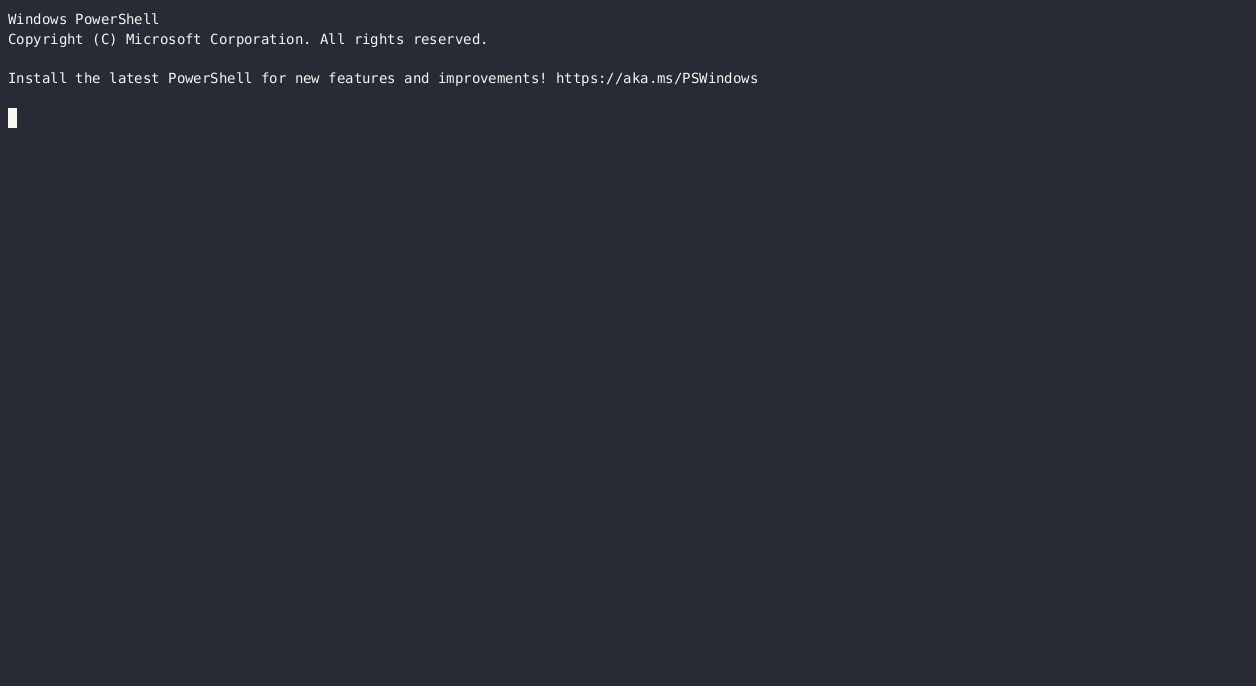 Windows PowerShell
Copyright (C) Microsoft Corporation. All rights reserved.
Install the latest PowerShell for new features and improvements! https://aka.ms/PSWindows